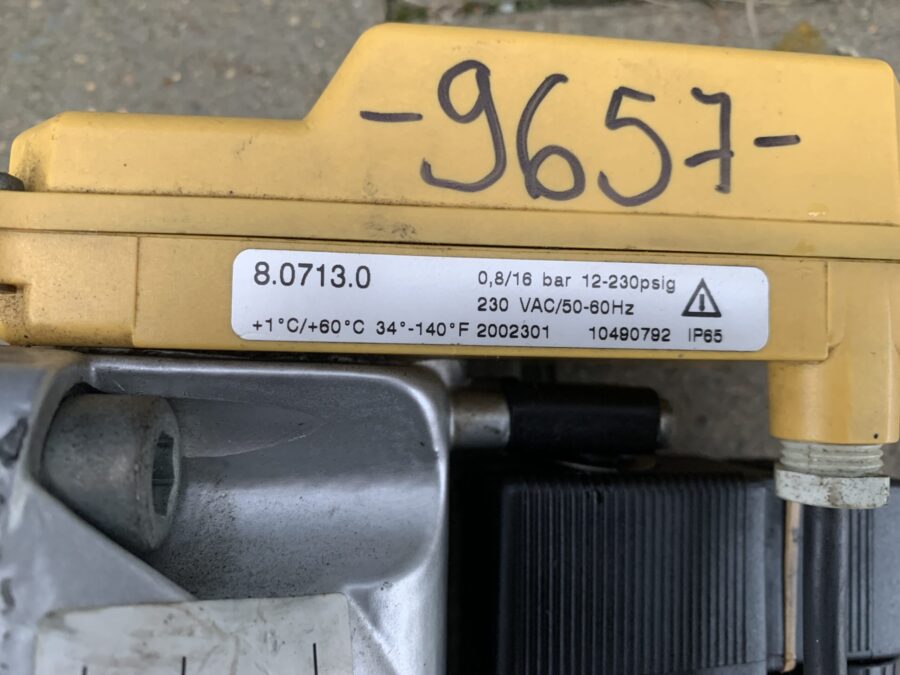 -9657-
8.0713.0
0,8/16 bar 12-230psig
230 VAC/50-60Hz
+1°C/+60°C 34°-140°F 2002301 10490792 IP65